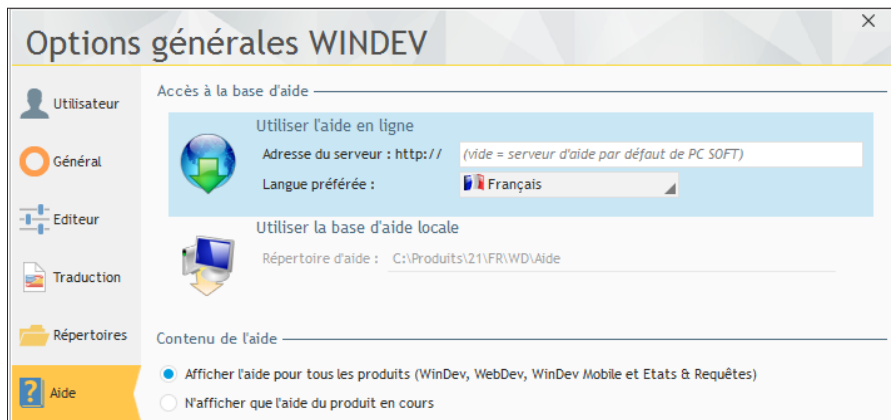 Options générales WINDEV
Utilisateur
Général
Editeur
Traduction
Répertoires
Aide
Accès à la base d'aide
Utiliser l'aide en ligne
Adresse du serveur : http:// (vide = serveur d'aide par défaut de PC SOFT)
Langue préférée : Français
Utiliser la base d'aide locale
Répertoire d'aide : C:\Produits\21\FR\WD\Aide
Contenu de l'aide
Afficher l'aide pour tous les produits (WinDev, WebDev, WinDev Mobile et Etats & Requêtes)
N'afficher que l'aide du produit en cours